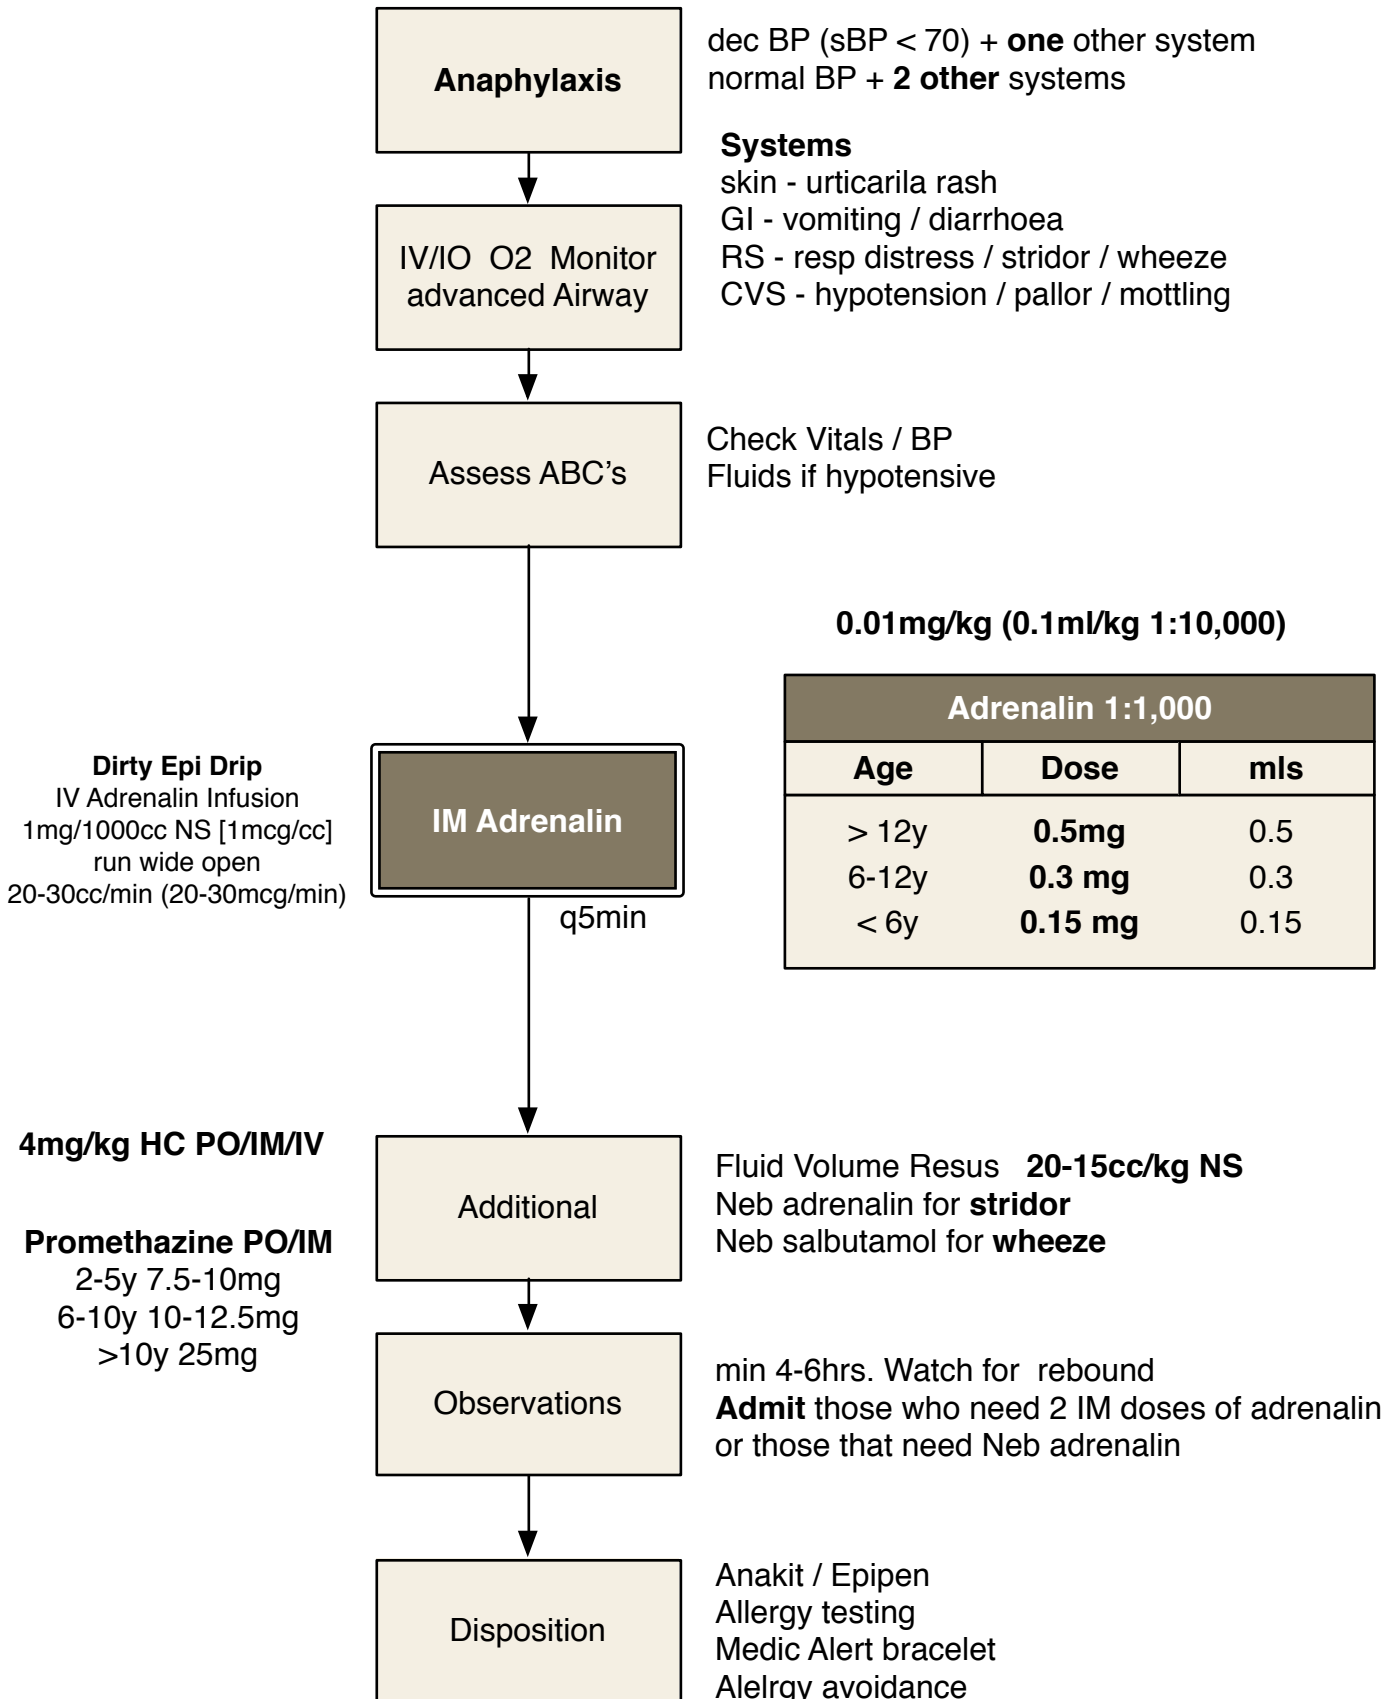 Anaphylaxis
dec BP (sBP < 70) + one other system
normal BP + 2 other systems
Systems
skin - urticarila rash
GI - vomiting / diarrhoea
RS - resp distress / stridor / wheeze
CVS - hypotension / pallor / mottling
IV/IO O2 Monitor
advanced Airway
Assess ABC's
Check Vitals / BP
Fluids if hypotensive
0.01mg/kg (0.1ml/kg 1:10,000)
Adrenalin 1:1,000
Age Dose mls
> 12y 0.5mg 0.5
6-12y 0.3 mg 0.3
< 6y 0.15 mg 0.15
Dirty Epi Drip
IV Adrenalin Infusion
1mg/1000cc NS [1mcg/cc]
run wide open
20-30cc/min (20-30mcg/min)
IM Adrenalin
q5min
4mg/kg HC PO/IM/IV
Promethazine PO/IM
2-5y 7.5-10mg
6-10y 10-12.5mg
>10y 25mg
Additional
Fluid Volume Resus 20-15cc/kg NS
Neb adrenalin for stridor
Neb salbutamol for wheeze
Observations
min 4-6hrs. Watch for rebound
Admit those who need 2 IM doses of adrenalin
or those that need Neb adrenalin
Disposition
Anakit / Epipen
Allergy testing
Medic Alert bracelet
Alelrgy avoidance